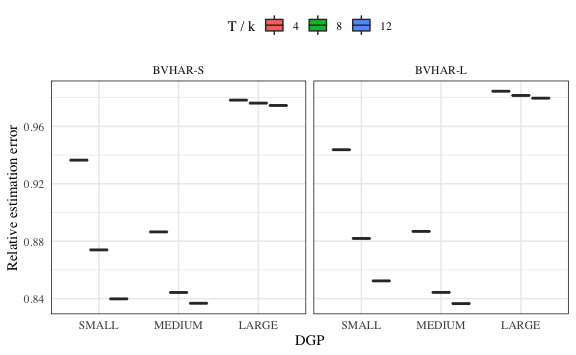 T / k 4 8 12
BVHAR-S BVHAR-L
Relative estimation error
0.96
0.92
0.88
0.84
SMALL MEDIUM LARGE SMALL MEDIUM LARGE
DGP